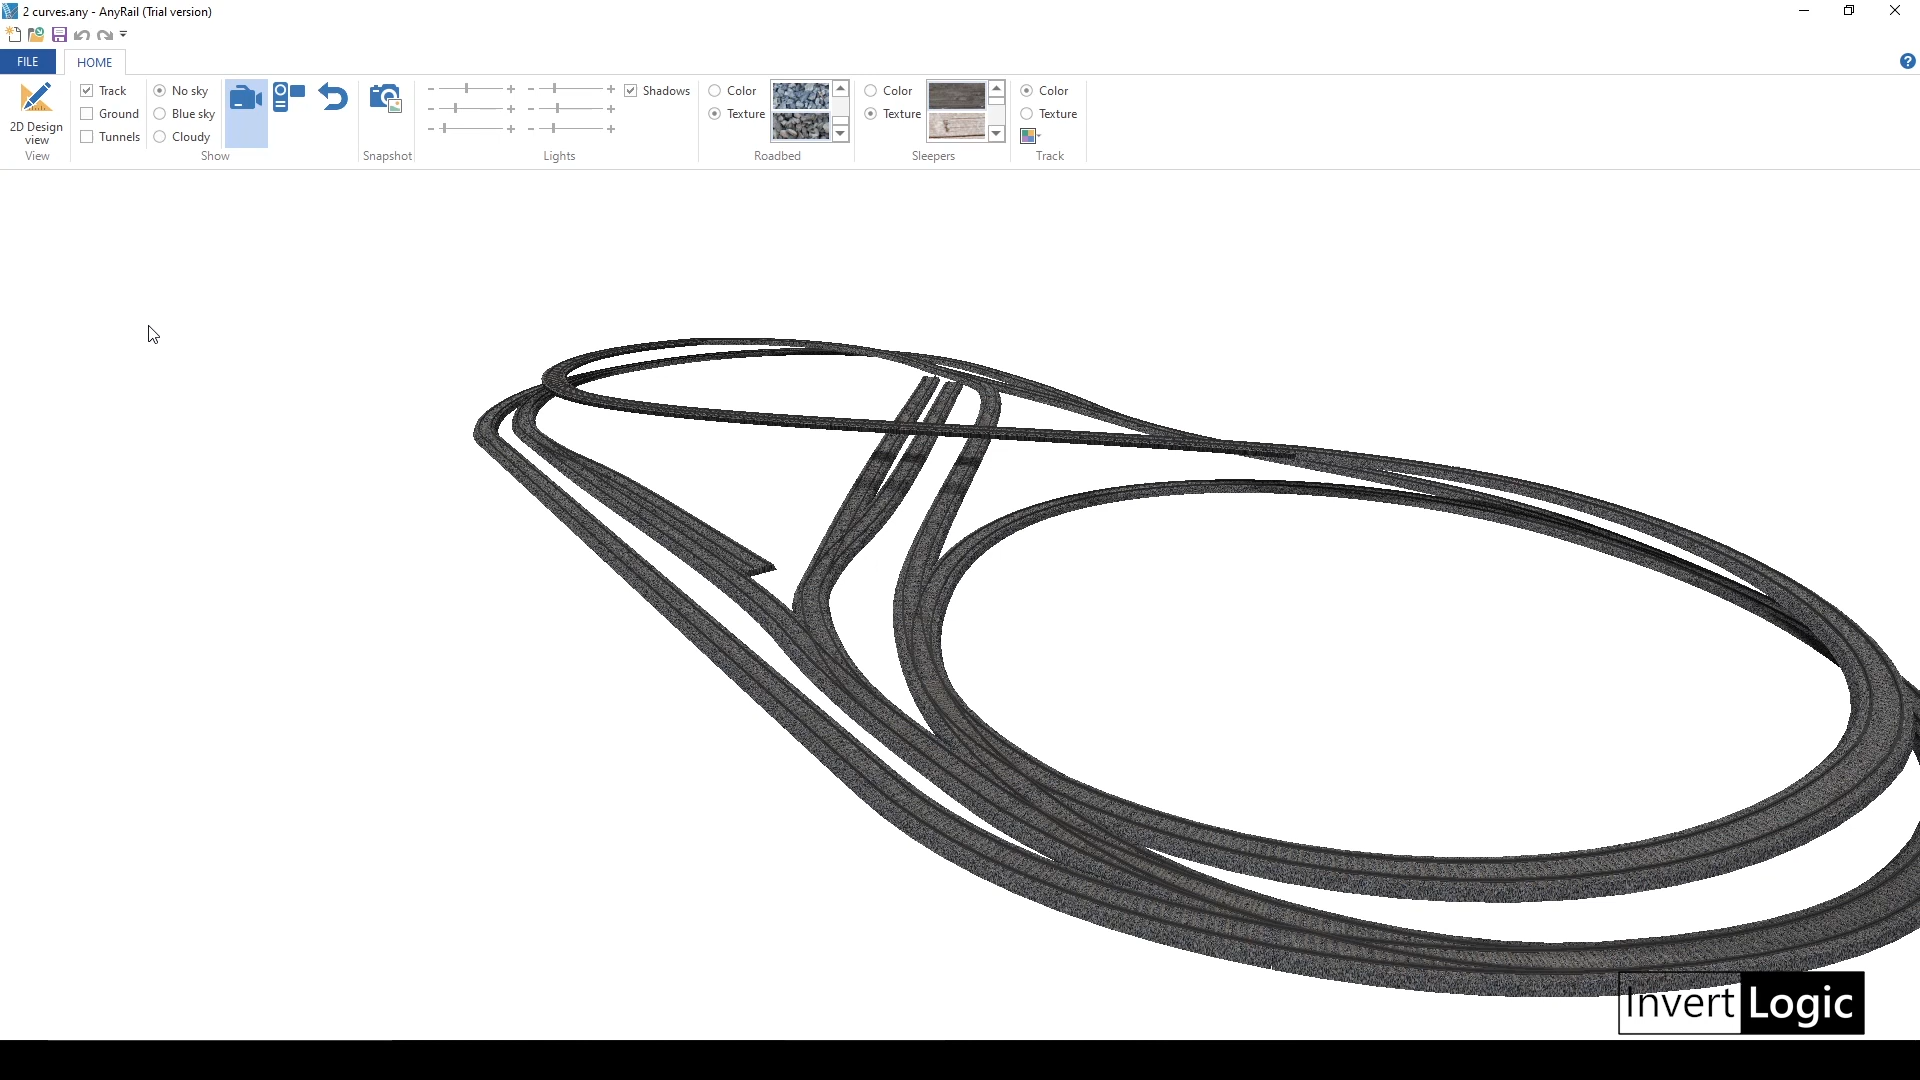 2 curves.any - AnyRail (Trial version)
FILE
HOME
2D Design
view
View
Track
Ground
Tunnels
No sky
Blue sky
Cloudy
Show
Snapshot
Shadows
Lights
Color
Texture
Roadbed
Color
Texture
Sleepers
Color
Texture
Track
Invert Logic